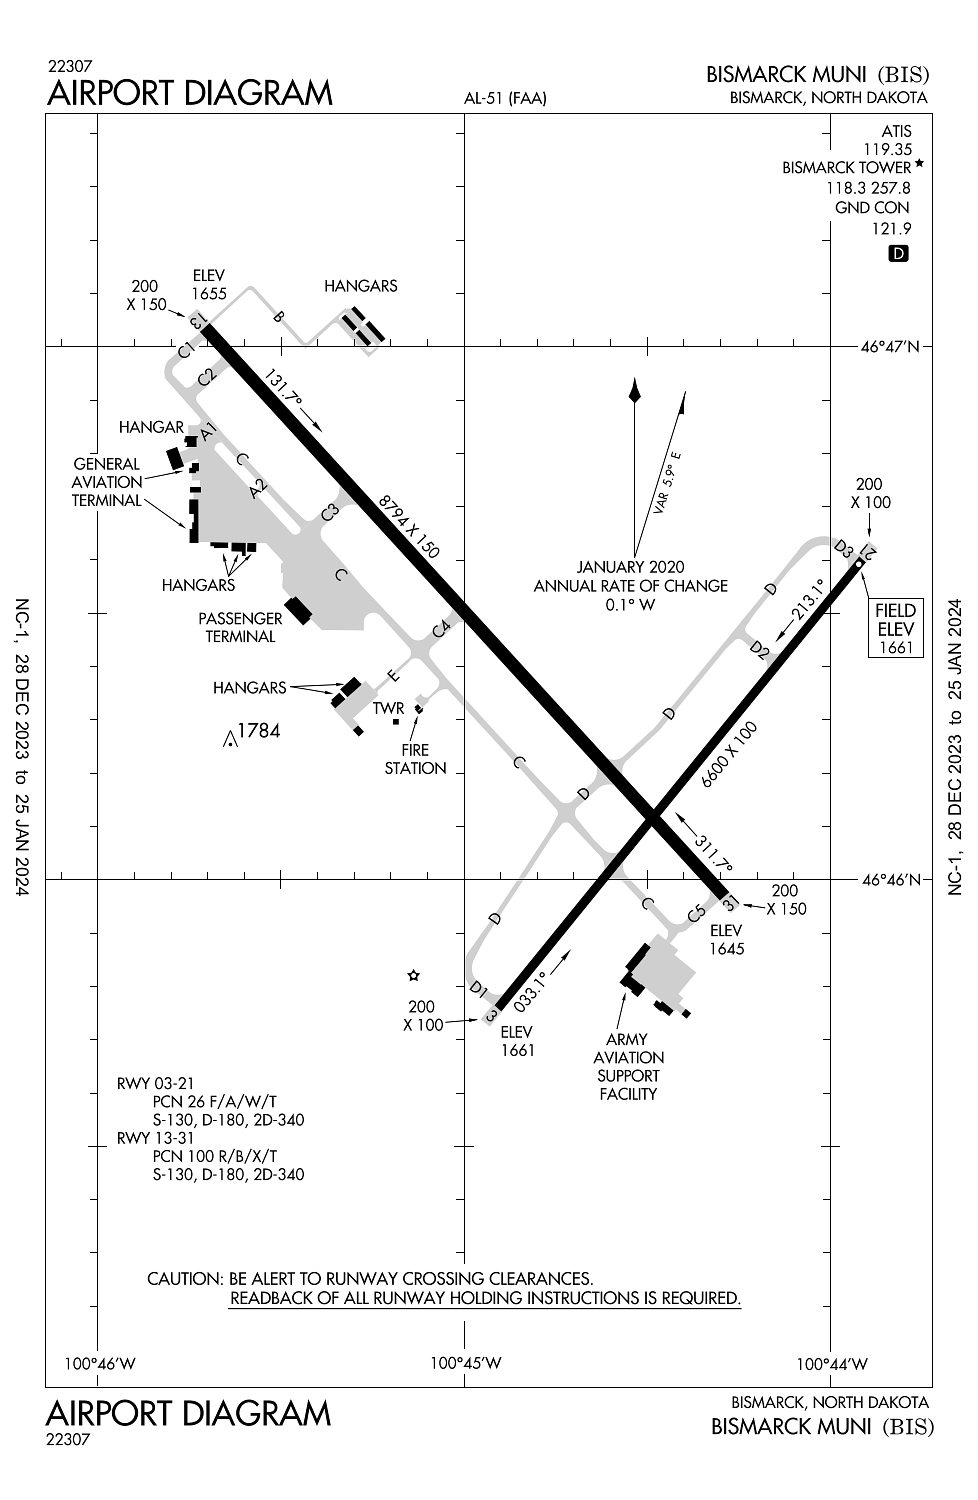 22307
AIRPORT DIAGRAM
AL-51 (FAA)
BISMARCK MUNI (BIS)
BISMARCK, NORTH DAKOTA
ATIS
119.35
BISMARCK TOWER
118.3 257.8
GND CON
121.9
D
ELEV
1655
200
X 150
HANGARS
13
B
C1
C2
46°47'N
131.7°
HANGAR
A1
GENERAL
AVIATION
TERMINAL
C
A2
C3
8794 X 150
VAR 5.9° E
200
X 100
HANGARS
C
JANUARY 2020
ANNUAL RATE OF CHANGE
0.1° W
D3
21
D
213.1°
FIELD
ELEV
1661
PASSENGER
TERMINAL
C4
D2
HANGARS
E
TWR
D
1784
FIRE
STATION
C
6600 X 100
D
311.7°
46°46'N
200
X 150
C
C5
31
D
ELEV
1645
D1
033.1°
200
X 100
3
ELEV
1661
ARMY
AVIATION
SUPPORT
FACILITY
RWY 03-21
PCN 26 F/A/W/T
S-130, D-180, 2D-340
RWY 13-31
PCN 100 R/B/X/T
S-130, D-180, 2D-340
CAUTION: BE ALERT TO RUNWAY CROSSING CLEARANCES.
READBACK OF ALL RUNWAY HOLDING INSTRUCTIONS IS REQUIRED.
100°46'W
100°45'W
100°44'W
NC-1, 28 DEC 2023 to 25 JAN 2024
NC-1, 28 DEC 2023 to 25 JAN 2024
AIRPORT DIAGRAM
22307
BISMARCK, NORTH DAKOTA
BISMARCK MUNI (BIS)